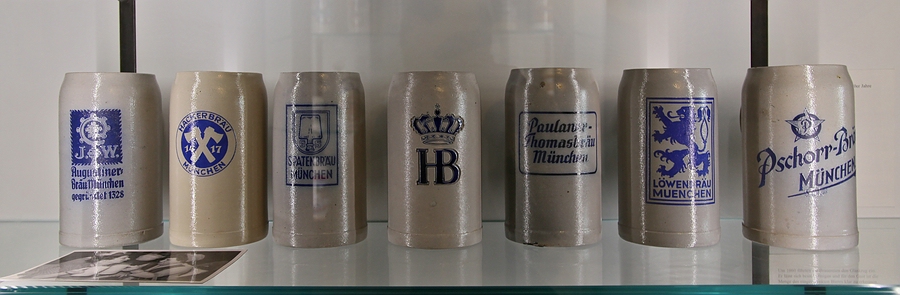 J.&W.
Augustiner-
Bräu München
gegründet 1328
HACKERBRÄU
14 17
MÜNCHEN
SPATENBRÄU
MÜNCHEN
HB
Paulaner-
Thomasbräu
München
LÖWENBRÄU
MUENCHEN
Pschorr-Bräu
MÜNCHEN